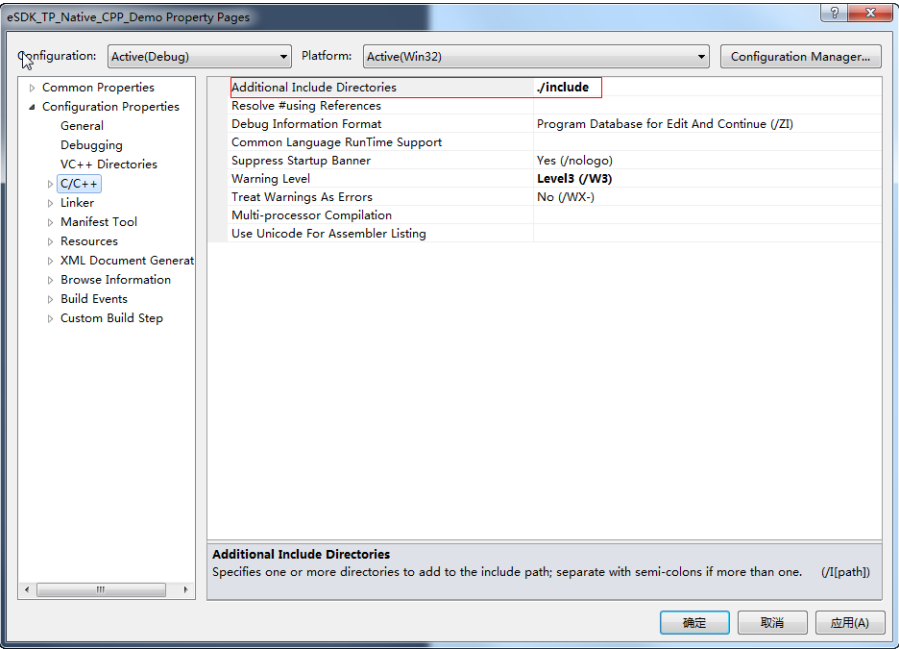 eSDK_TP_Native_CPP_Demo Property Pages
Configuration: Active(Debug) Platform: Active(Win32) Configuration Manager...
Common Properties
Configuration Properties
General
Debugging
VC++ Directories
C/C++
Linker
Manifest Tool
Resources
XML Document Generat
Browse Information
Build Events
Custom Build Step
Additional Include Directories ./include
Resolve #using References
Debug Information Format Program Database for Edit And Continue (/ZI)
Common Language RunTime Support
Suppress Startup Banner Yes (/nologo)
Warning Level Level3 (/W3)
Treat Warnings As Errors No (/WX-)
Multi-processor Compilation
Use Unicode For Assembler Listing
Additional Include Directories
Specifies one or more directories to add to the include path; separate with semi-colons if more than one. (/I[path])
确定 取消 应用(A)